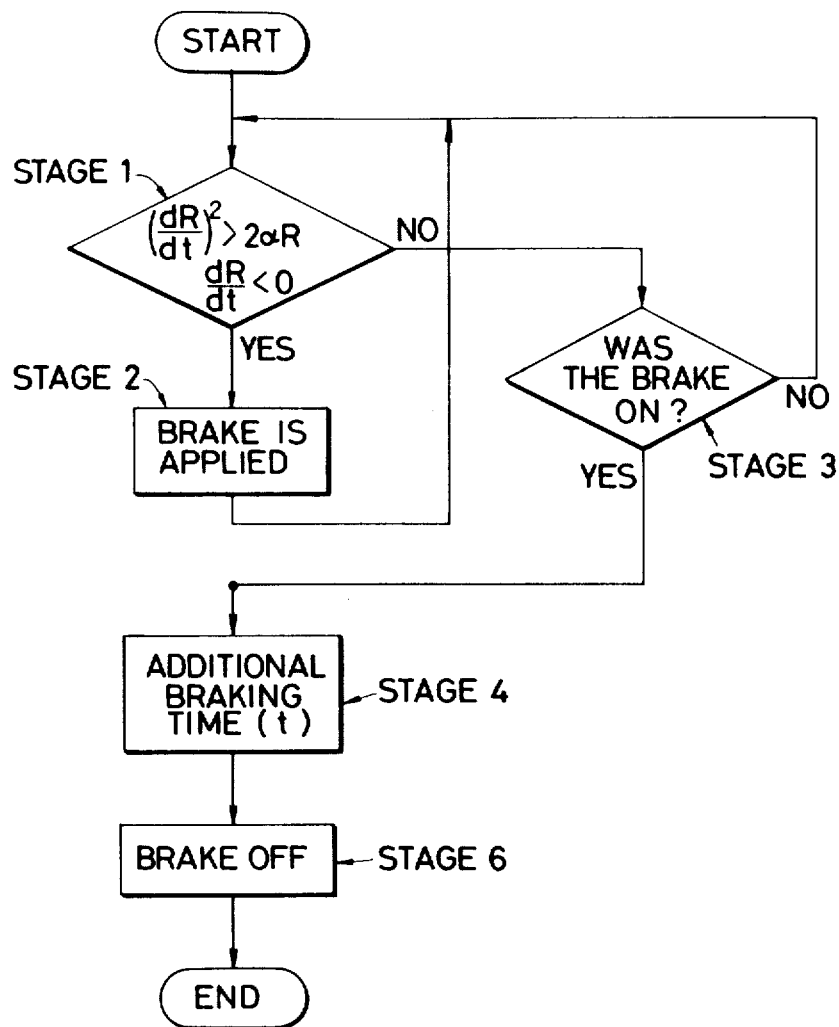 START
STAGE 1
(dR/dt)² > 2αR
dR/dt < 0
NO
YES
STAGE 2
BRAKE IS
APPLIED
WAS
THE BRAKE
ON ?
NO
STAGE 3
YES
ADDITIONAL
BRAKING
TIME ( t )
STAGE 4
BRAKE OFF
STAGE 6
END